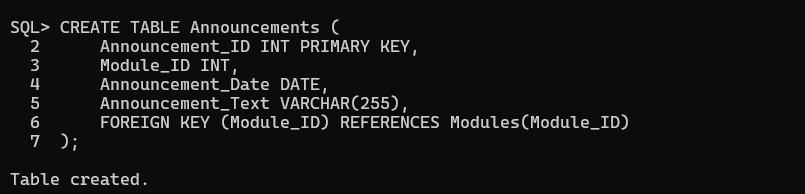 SQL> CREATE TABLE Announcements (
  2      Announcement_ID INT PRIMARY KEY,
  3      Module_ID INT,
  4      Announcement_Date DATE,
  5      Announcement_Text VARCHAR(255),
  6      FOREIGN KEY (Module_ID) REFERENCES Modules(Module_ID)
  7  );
Table created.